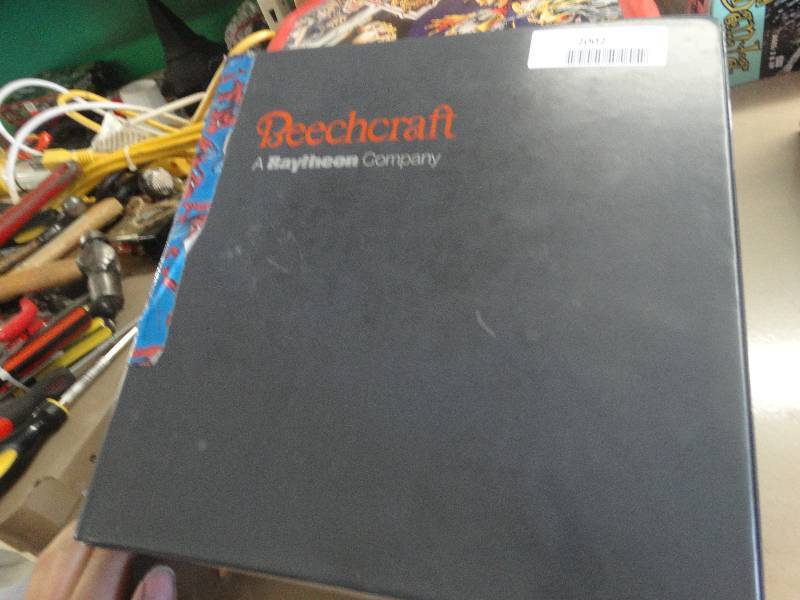 Beechcraft
A Raytheon Company